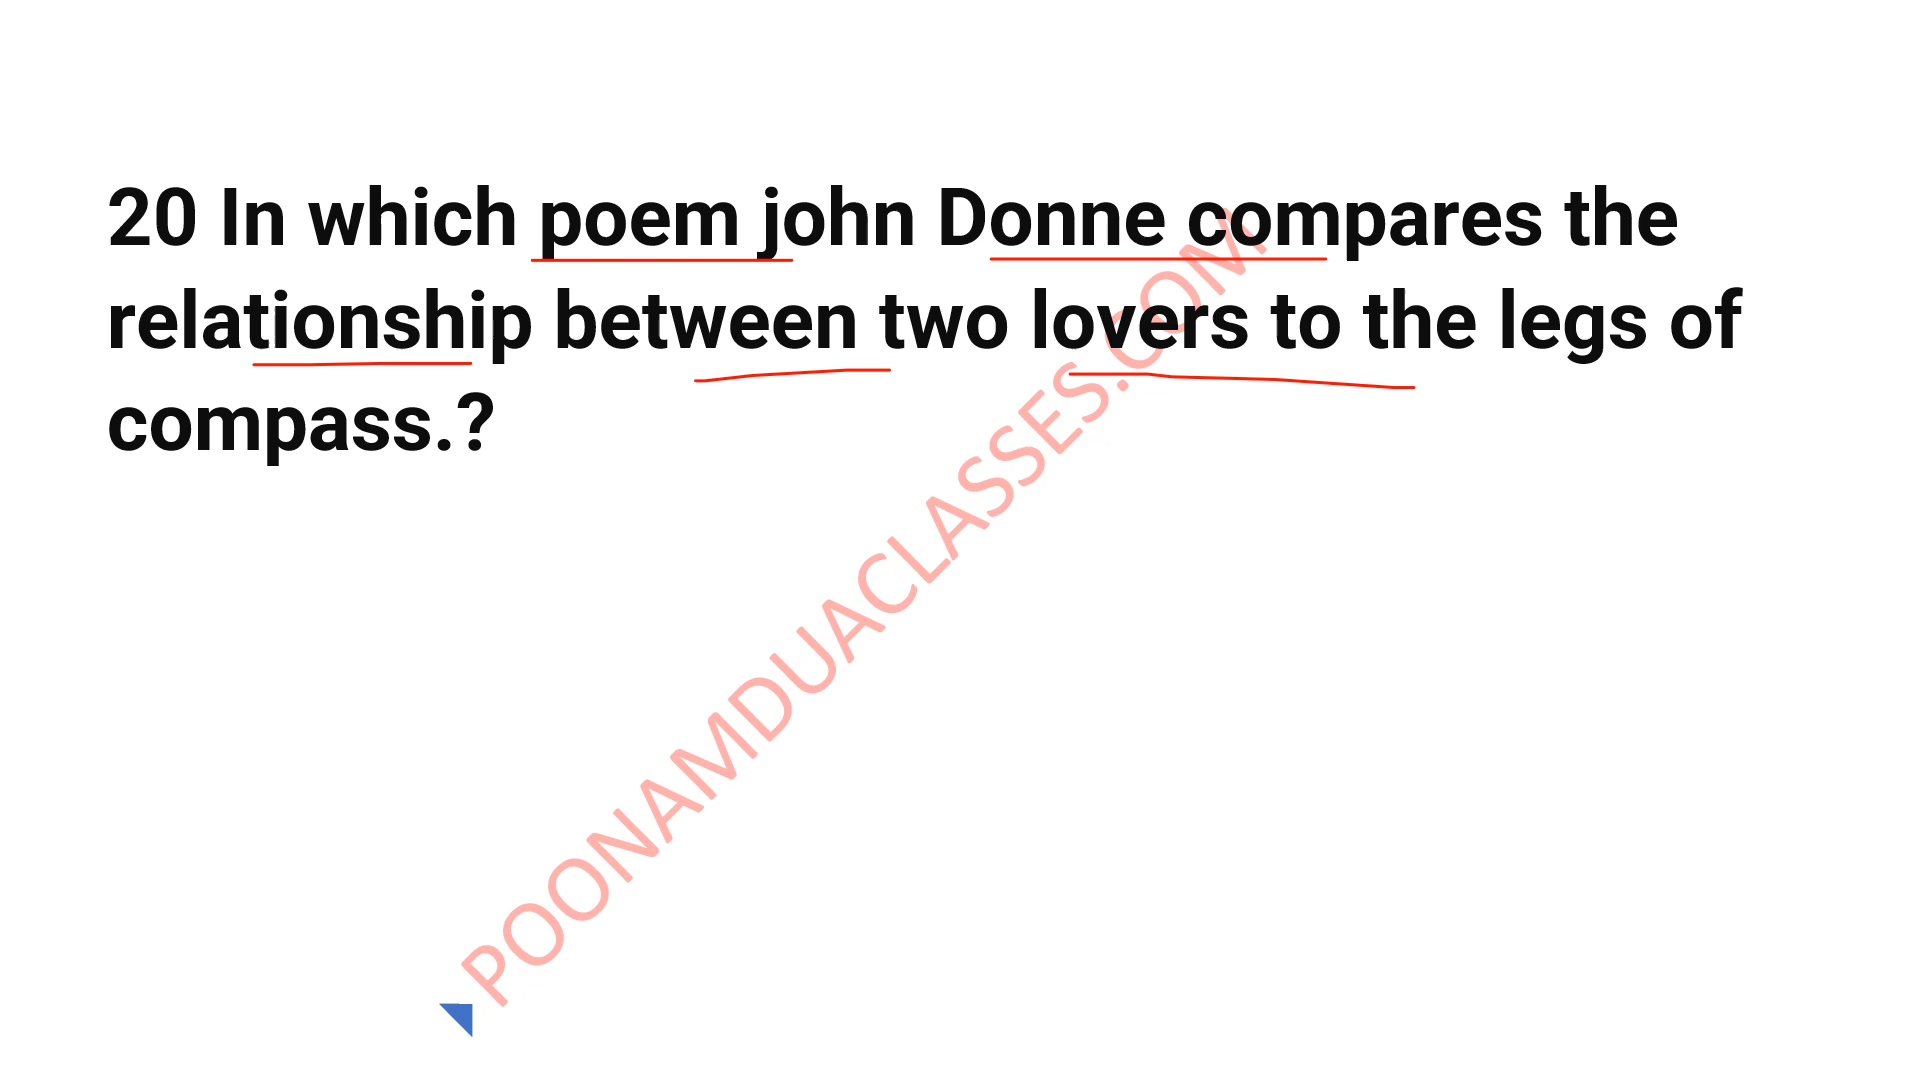 20 In which poem john Donne compares the
relationship between two lovers to the legs of
compass.?
POONAMDUACLASSES.COM